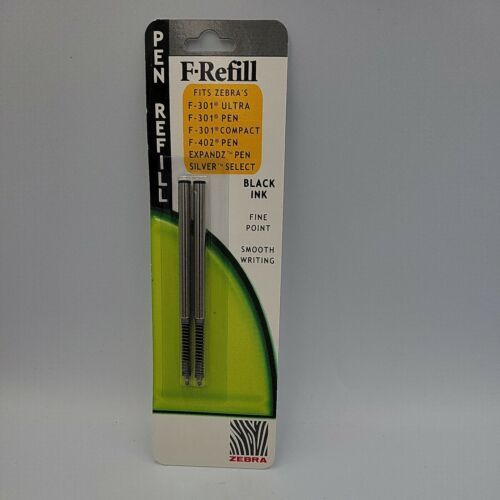 PEN REFILL
F·Refill
FITS ZEBRA'S
F-301® ULTRA
F-301® PEN
F-301® COMPACT
F-402® PEN
EXPANDZ™ PEN
SILVER™ SELECT
BLACK
INK
FINE
POINT
SMOOTH
WRITING
ZEBRA